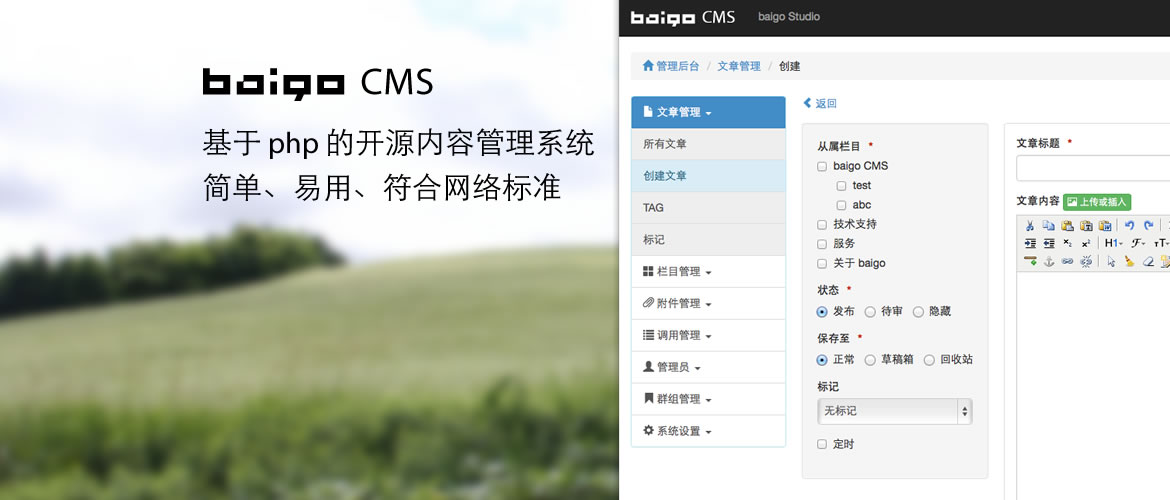 baigo CMS
基于 php 的开源内容管理系统
简单、易用、符合网络标准
baigo CMS baigo Studio
管理后台 / 文章管理 / 创建
文章管理
所有文章
创建文章
TAG
标记
栏目管理
附件管理
调用管理
管理员
群组管理
系统设置
返回
从属栏目 *
baigo CMS
test
abc
技术支持
服务
关于 baigo
状态 *
发布 待审 隐藏
保存至 *
正常 草稿箱 回收站
标记
无标记
定时
文章标题 *
文章内容 上传或插入
H1